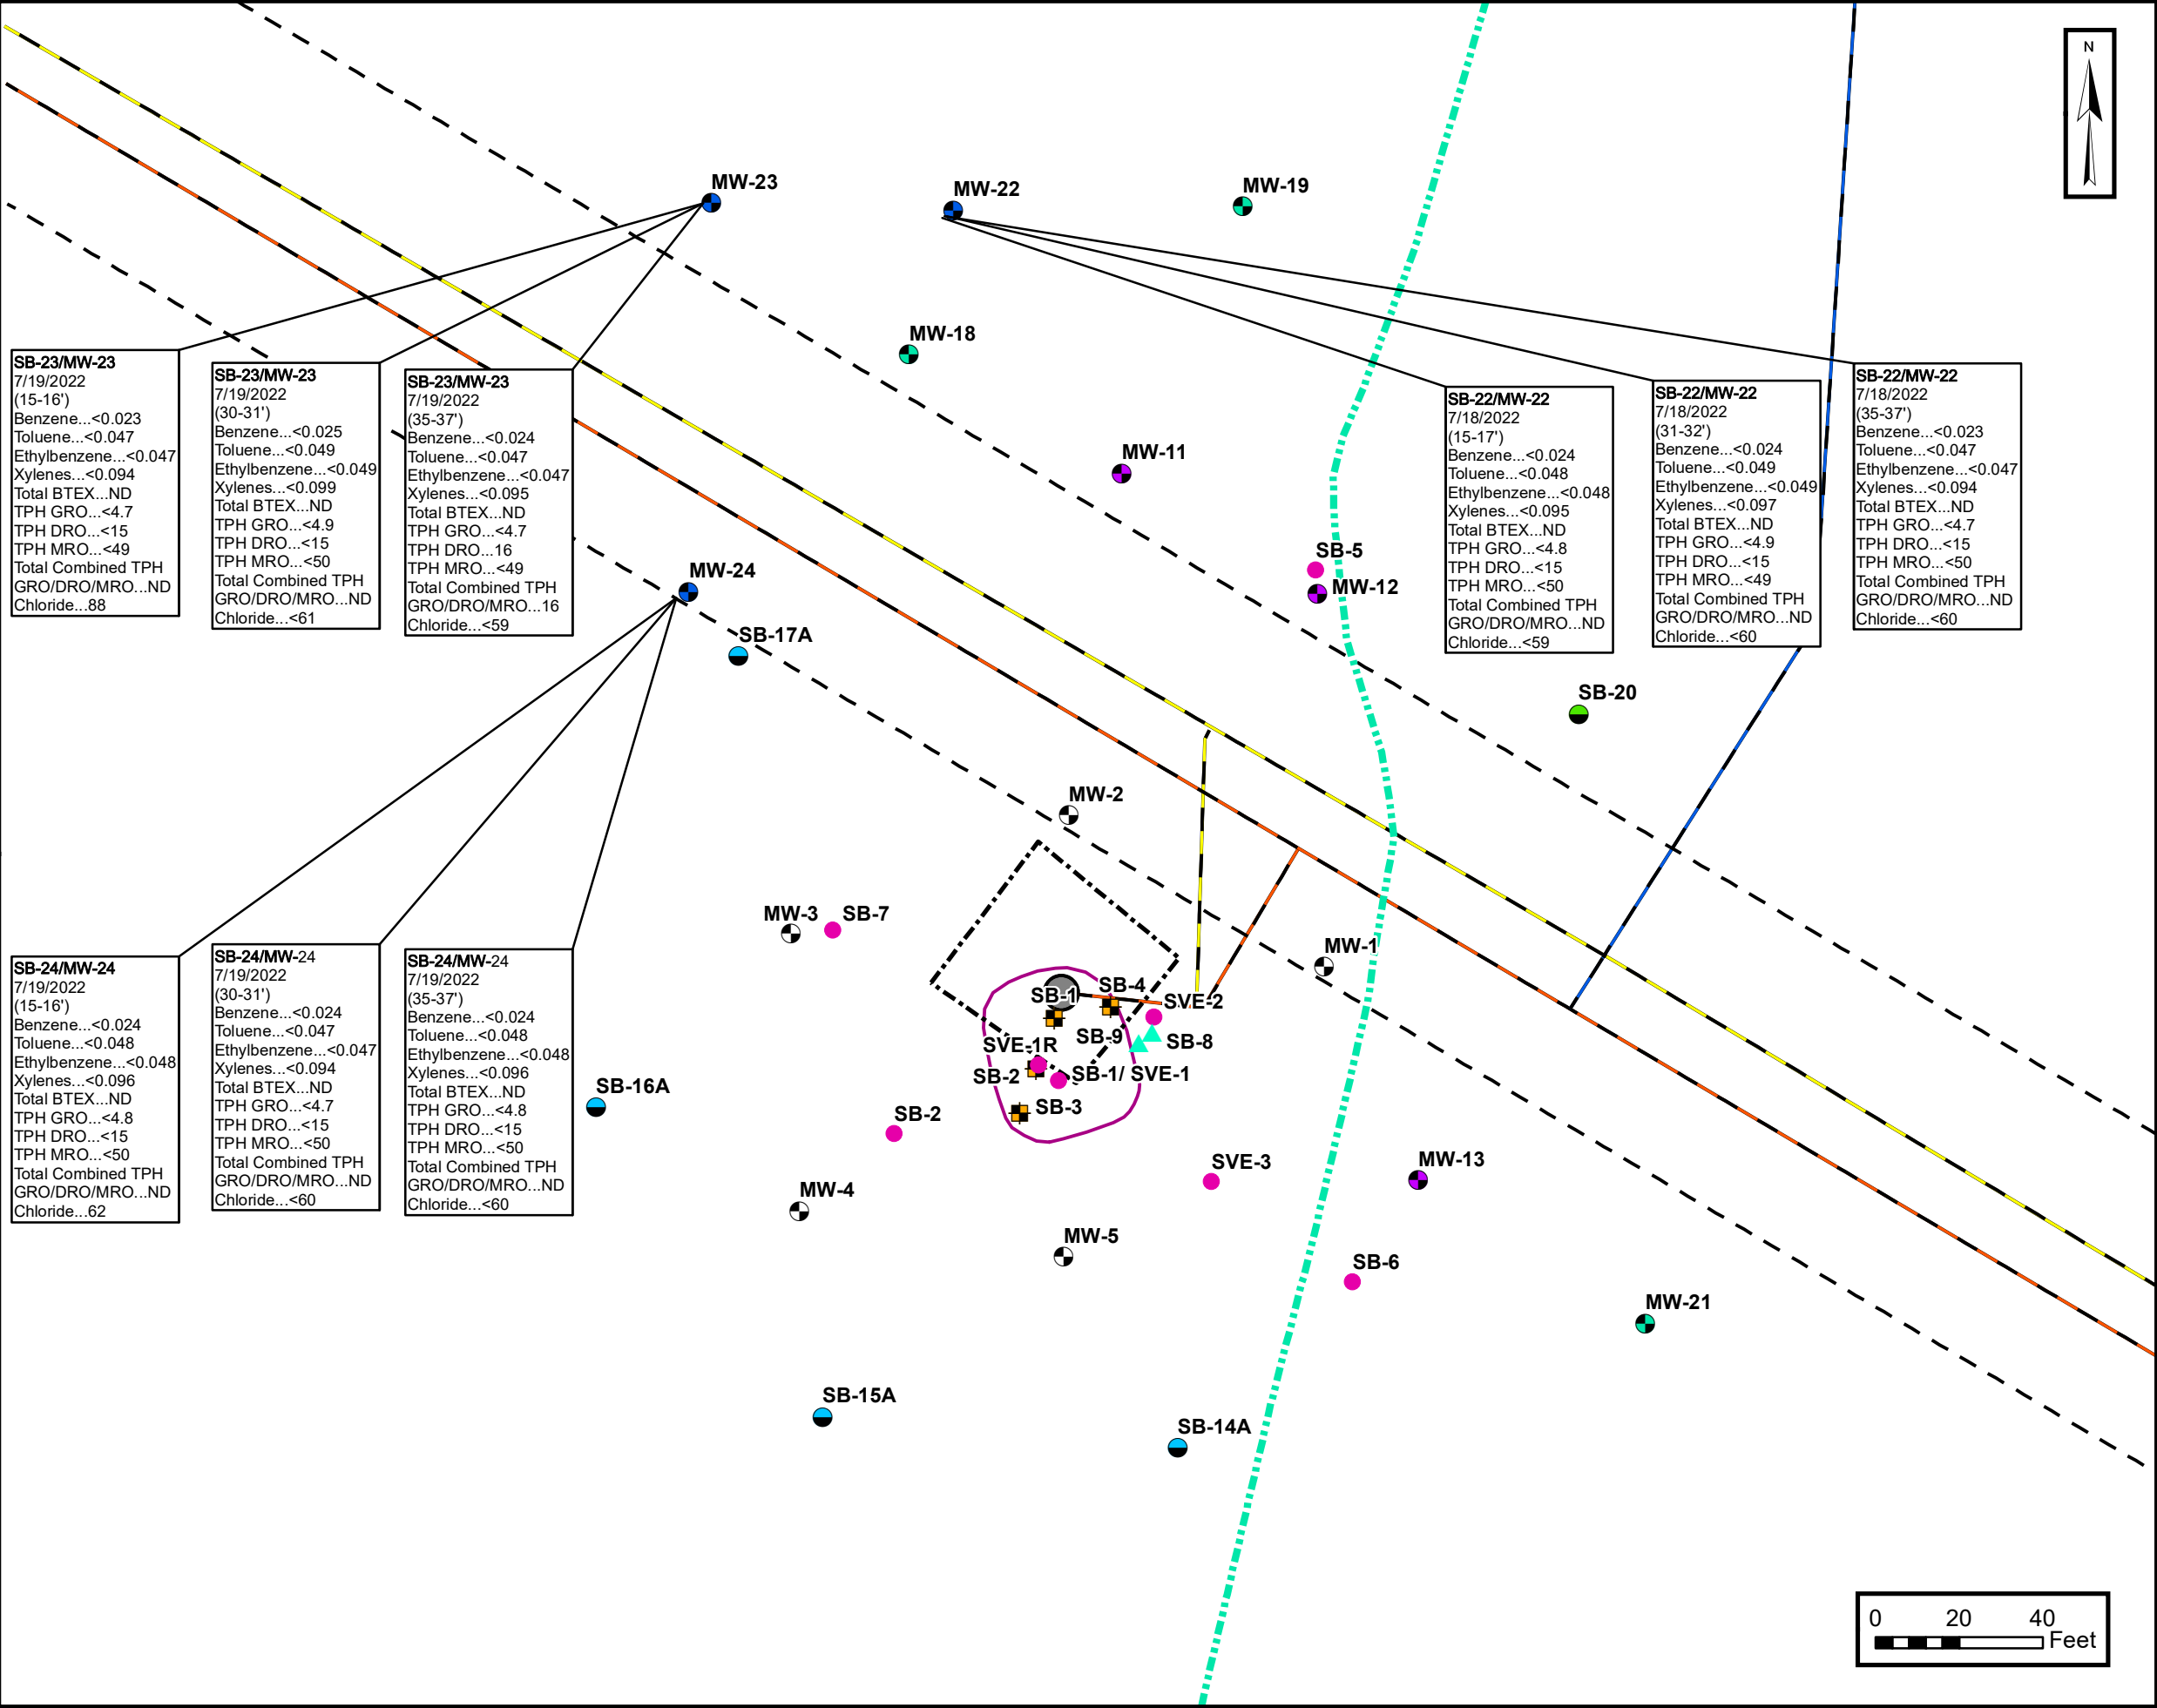 N
MW-23
MW-22
MW-19
MW-18
MW-11
SB-5
MW-12
MW-24
SB-17A
SB-20
SB-23/MW-23
7/19/2022
(15-16')
Benzene...<0.023
Toluene...<0.047
Ethylbenzene...<0.047
Xylenes...<0.094
Total BTEX...ND
TPH GRO...<4.7
TPH DRO...<15
TPH MRO...<49
Total Combined TPH
GRO/DRO/MRO...ND
Chloride...88
SB-23/MW-23
7/19/2022
(30-31')
Benzene...<0.025
Toluene...<0.049
Ethylbenzene...<0.049
Xylenes...<0.099
Total BTEX...ND
TPH GRO...<4.9
TPH DRO...<15
TPH MRO...<50
Total Combined TPH
GRO/DRO/MRO...ND
Chloride...<61
SB-23/MW-23
7/19/2022
(35-37')
Benzene...<0.024
Toluene...<0.047
Ethylbenzene...<0.047
Xylenes...<0.095
Total BTEX...ND
TPH GRO...<4.7
TPH DRO...16
TPH MRO...<49
Total Combined TPH
GRO/DRO/MRO...16
Chloride...<59
SB-22/MW-22
7/18/2022
(15-17')
Benzene...<0.024
Toluene...<0.048
Ethylbenzene...<0.048
Xylenes...<0.095
Total BTEX...ND
TPH GRO...<4.8
TPH DRO...<15
TPH MRO...<50
Total Combined TPH
GRO/DRO/MRO...ND
Chloride...<59
SB-22/MW-22
7/18/2022
(31-32')
Benzene...<0.024
Toluene...<0.049
Ethylbenzene...<0.049
Xylenes...<0.097
Total BTEX...ND
TPH GRO...<4.9
TPH DRO...<15
TPH MRO...<49
Total Combined TPH
GRO/DRO/MRO...ND
Chloride...<60
SB-22/MW-22
7/18/2022
(35-37')
Benzene...<0.023
Toluene...<0.047
Ethylbenzene...<0.047
Xylenes...<0.094
Total BTEX...ND
TPH GRO...<4.7
TPH DRO...<15
TPH MRO...<50
Total Combined TPH
GRO/DRO/MRO...ND
Chloride...<60
MW-2
MW-3
SB-7
MW-1
SB-1
SB-4
SVE-2
SB-9
SB-8
SVE-1R
SB-2
SB-1/ SVE-1
SB-3
SB-16A
SB-2
SVE-3
MW-13
MW-4
MW-5
SB-6
MW-21
SB-15A
SB-14A
SB-24/MW-24
7/19/2022
(15-16')
Benzene...<0.024
Toluene...<0.048
Ethylbenzene...<0.048
Xylenes...<0.096
Total BTEX...ND
TPH GRO...<4.8
TPH DRO...<15
TPH MRO...<50
Total Combined TPH
GRO/DRO/MRO...ND
Chloride...62
SB-24/MW-24
7/19/2022
(30-31')
Benzene...<0.024
Toluene...<0.047
Ethylbenzene...<0.047
Xylenes...<0.094
Total BTEX...ND
TPH GRO...<4.7
TPH DRO...<15
TPH MRO...<50
Total Combined TPH
GRO/DRO/MRO...ND
Chloride...<60
SB-24/MW-24
7/19/2022
(35-37')
Benzene...<0.024
Toluene...<0.048
Ethylbenzene...<0.048
Xylenes...<0.096
Total BTEX...ND
TPH GRO...<4.8
TPH DRO...<15
TPH MRO...<50
Total Combined TPH
GRO/DRO/MRO...ND
Chloride...<60
0 20 40
Feet